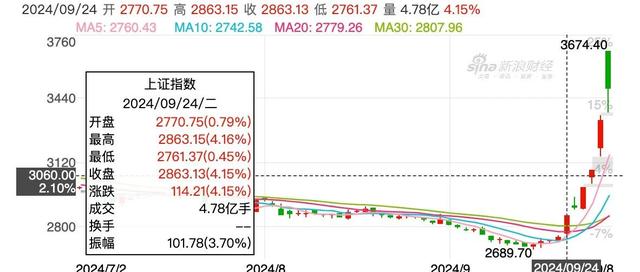 2024/09/24 开 2770.75 高 2863.15 收 2863.13 低 2761.37 量 4.78亿 4.15%
MA5: 2760.43 MA10: 2742.58 MA20: 2779.26 MA30: 2807.96
3760
3674.40
sina 新浪财经
3440
15%
上证指数
2024/09/24/二
开盘 2770.75(0.79%)
最高 2863.15(4.16%)
最低 2761.37(0.45%)
收盘 2863.13(4.15%)
涨跌 114.21(4.15%)
成交 4.78亿手
换手 --
振幅 101.78(3.70%)
3120
4%
3060.00
2.10%
2800
-7%
2689.70
2024/7/2
2024/8
2024/9
2024/09/24
/8